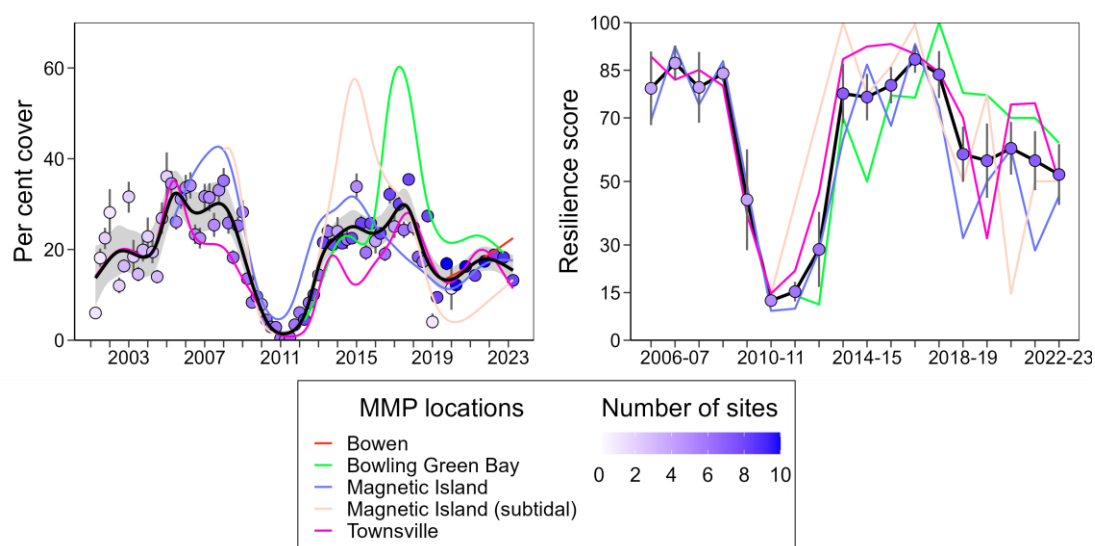 Per cent cover
60
40
20
0
2003 2007 2011 2015 2019 2023
Resilience score
100
85
70
50
30
15
0
2006-07 2010-11 2014-15 2018-19 2022-23
MMP locations
Bowen
Bowling Green Bay
Magnetic Island
Magnetic Island (subtidal)
Townsville
Number of sites
0 2 4 6 8 10